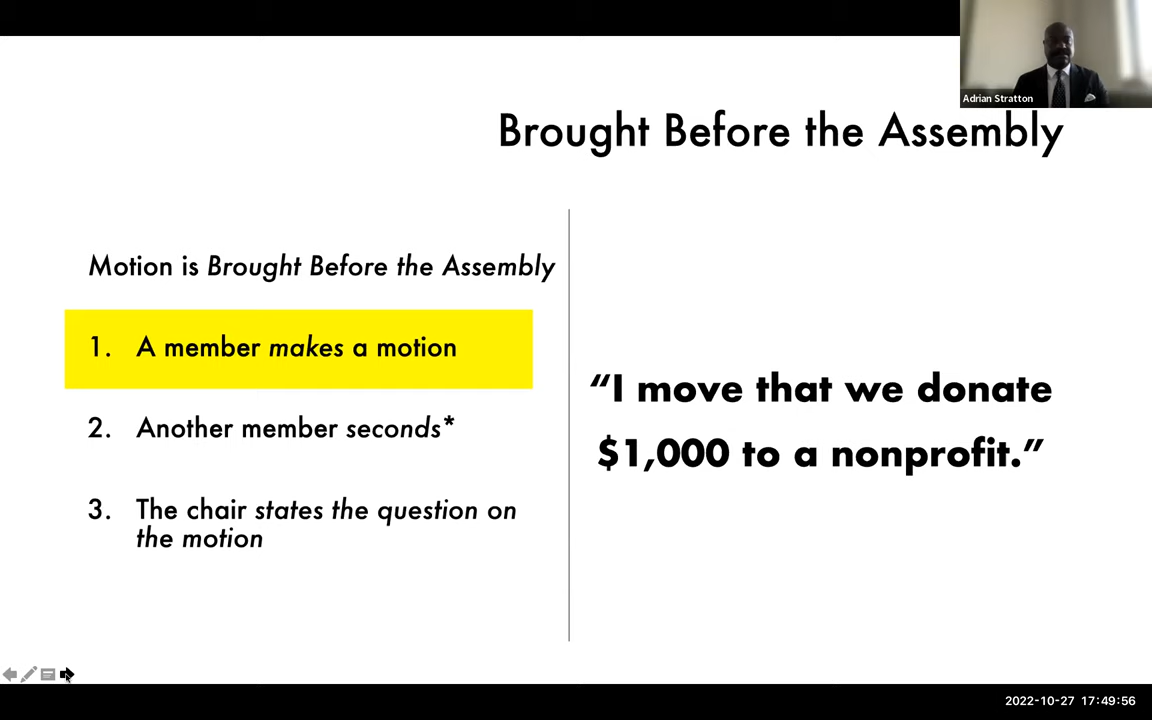 Adrian Stratton
Brought Before the Assembly
Motion is Brought Before the Assembly
1. A member makes a motion
2. Another member seconds*
3. The chair states the question on
the motion
“I move that we donate
$1,000 to a nonprofit.”
2022-10-27 17:49:56